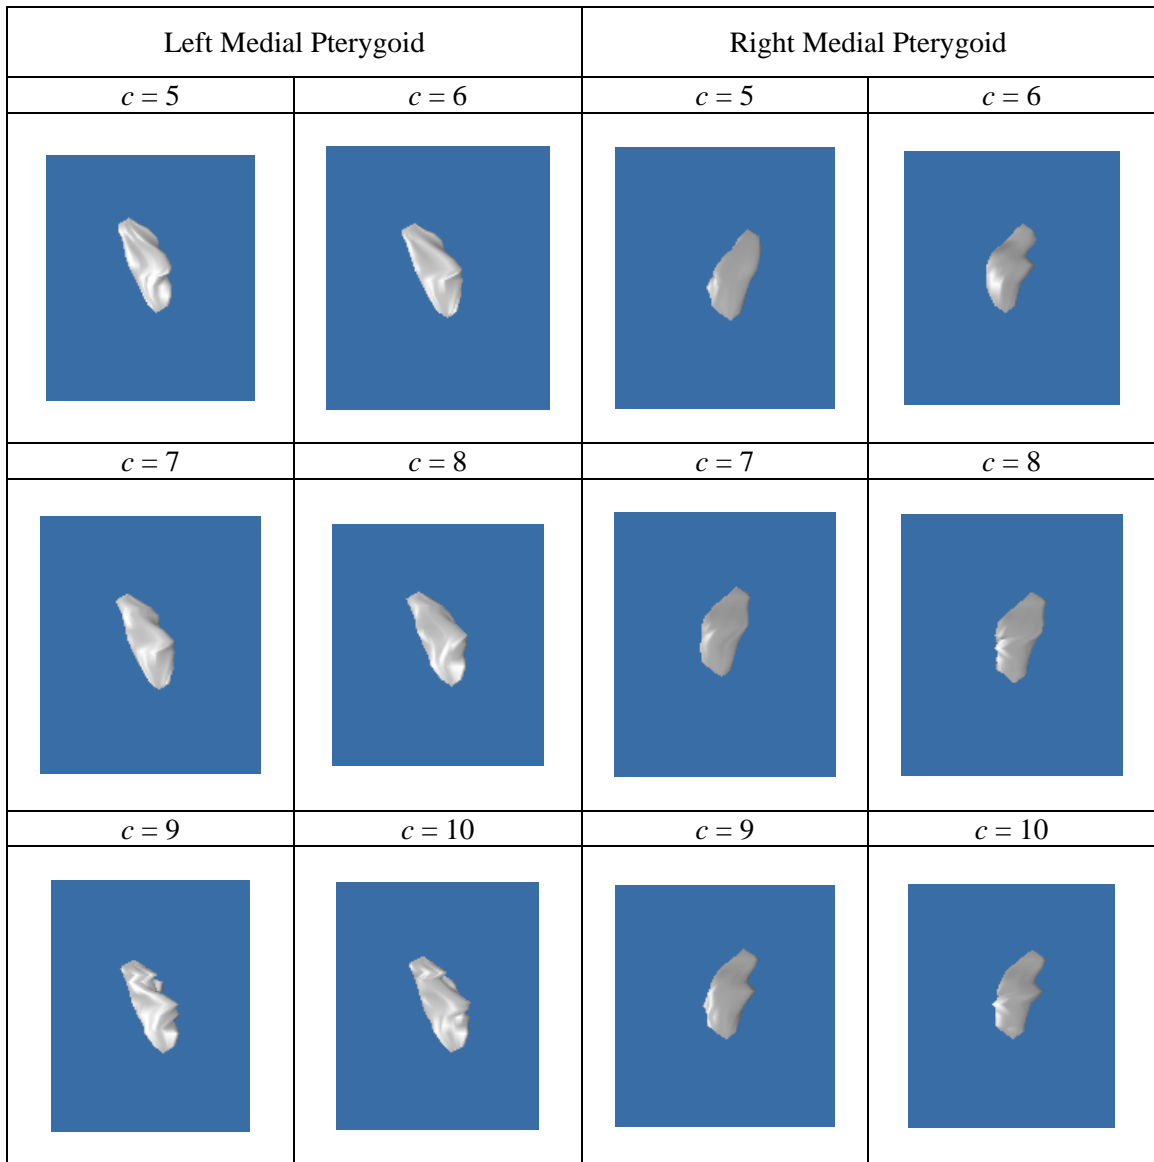 Left Medial Pterygoid Right Medial Pterygoid
c = 5 c = 6 c = 5 c = 6
c = 7 c = 8 c = 7 c = 8
c = 9 c = 10 c = 9 c = 10